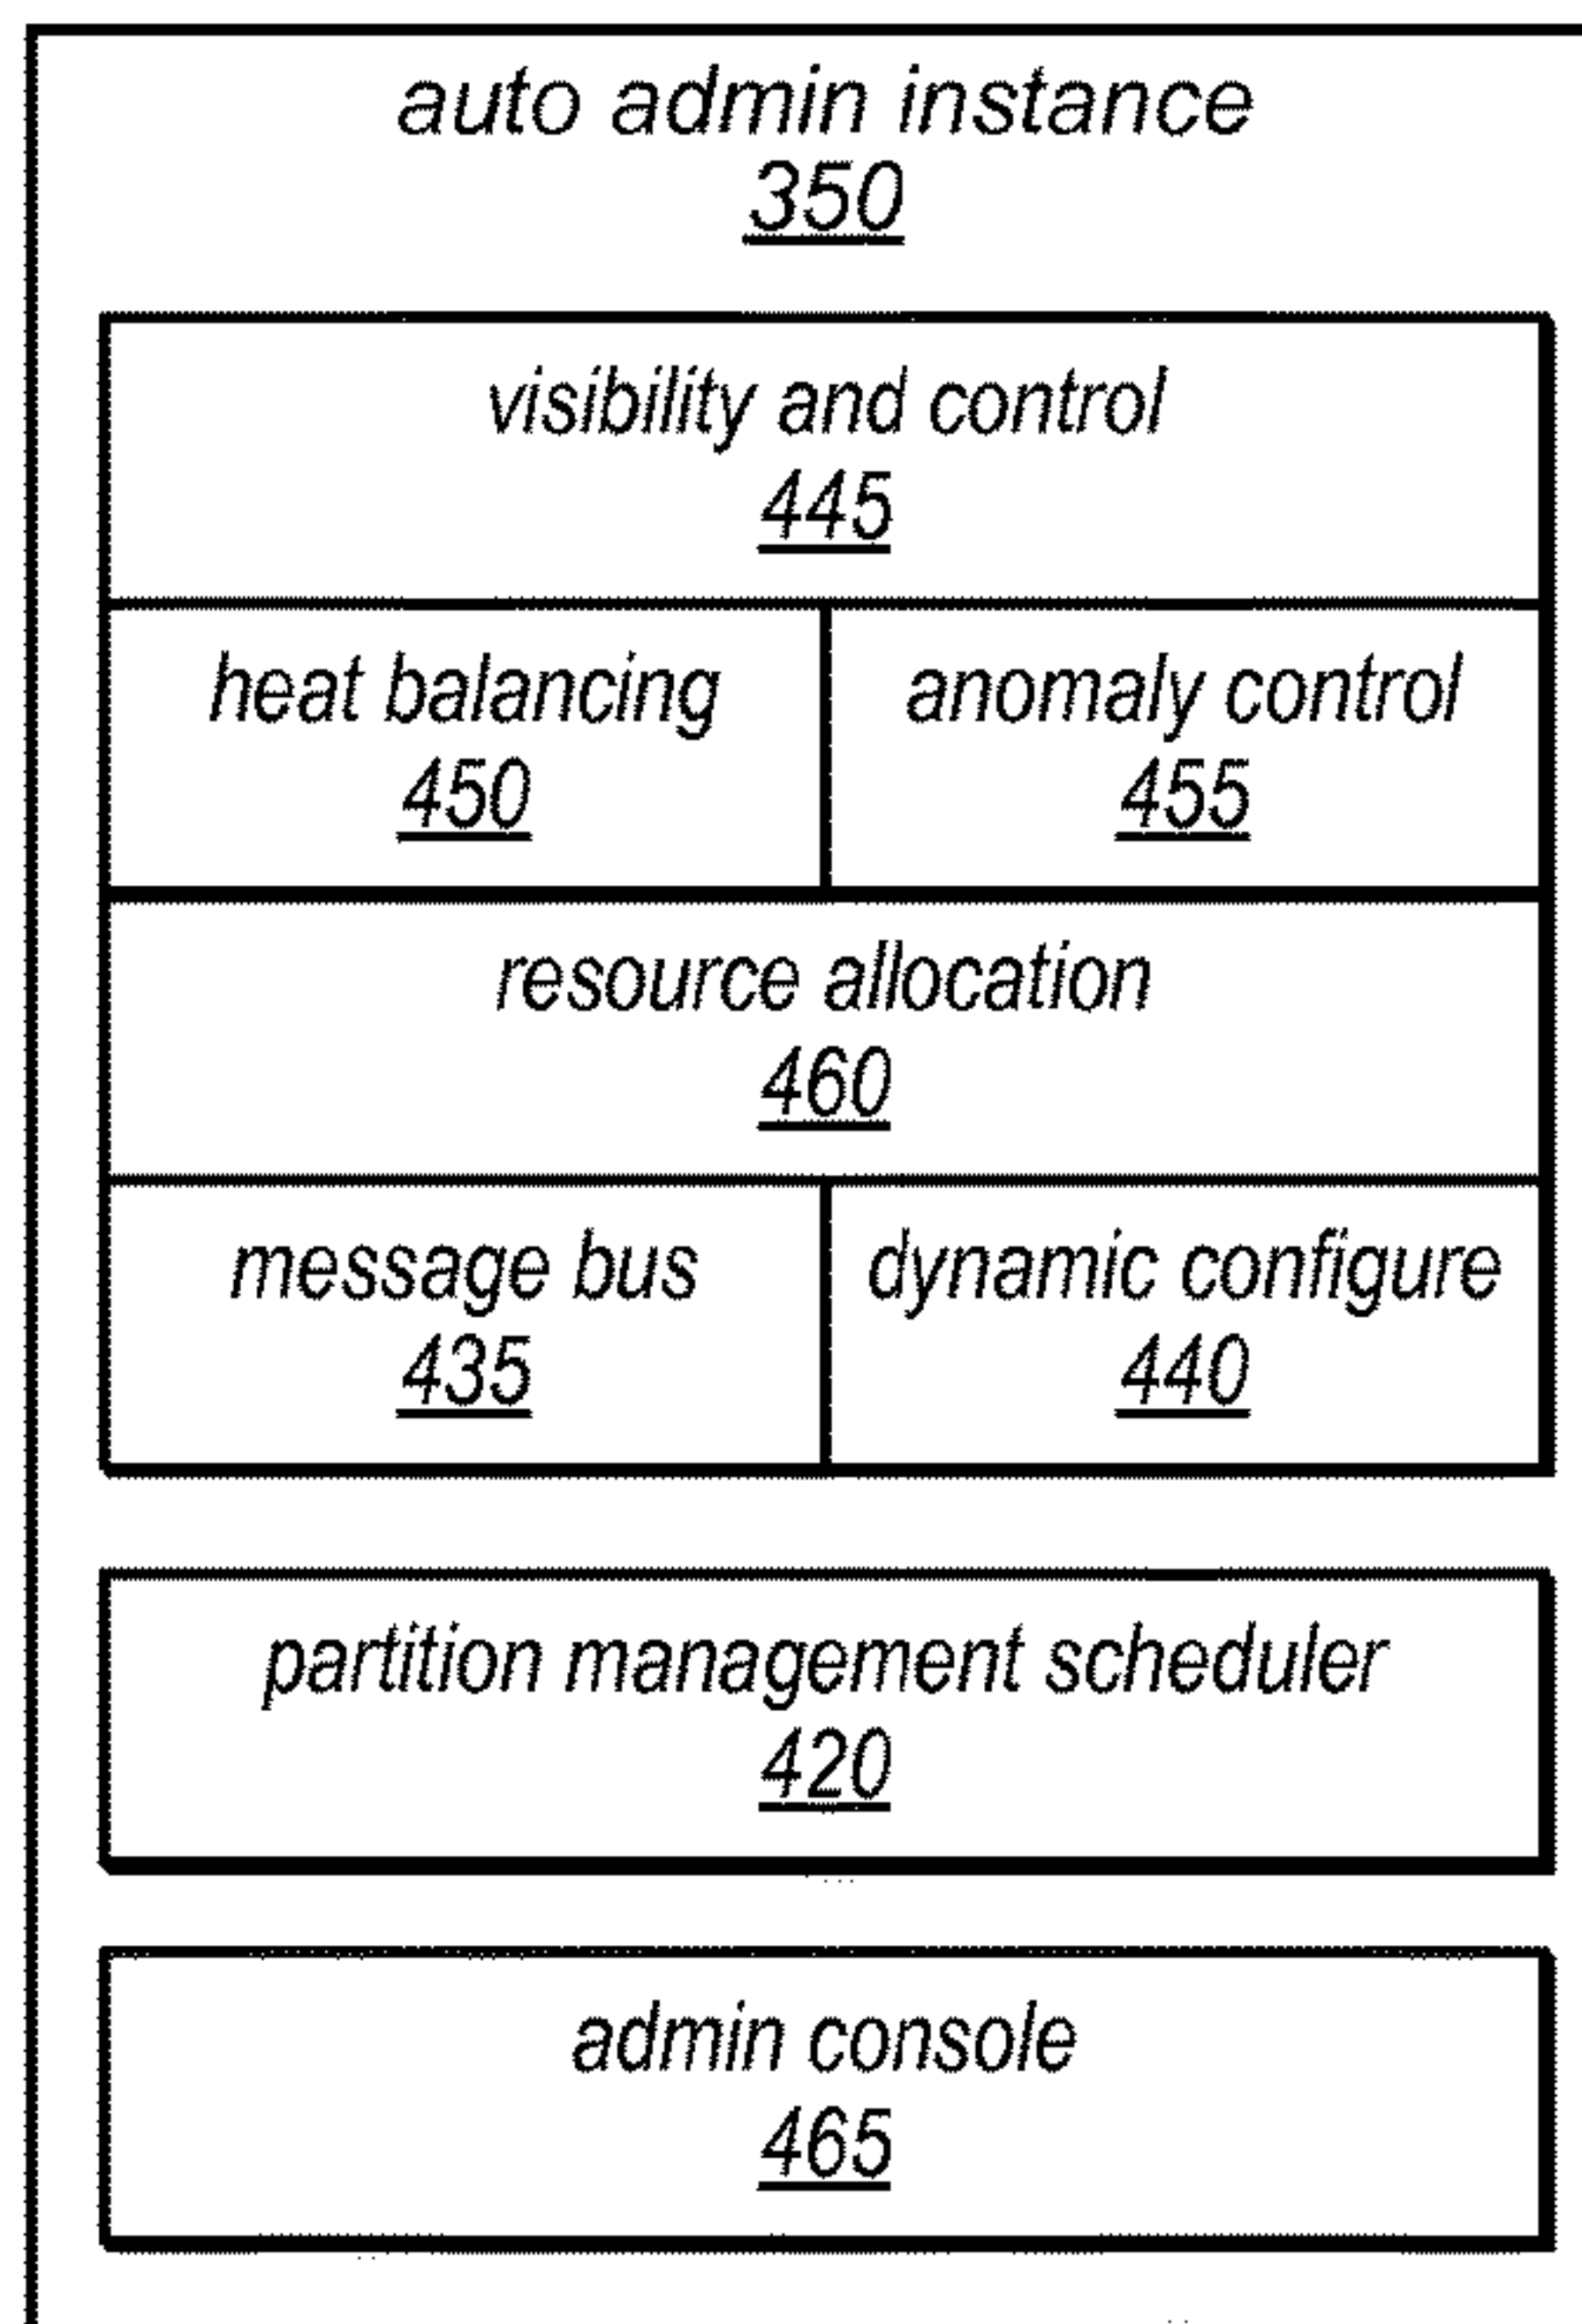 auto admin instance
350
visibility and control
445
heat balancing
450
anomaly control
455
resource allocation
460
message bus
435
dynamic configure
440
partition management scheduler
420
admin console
465